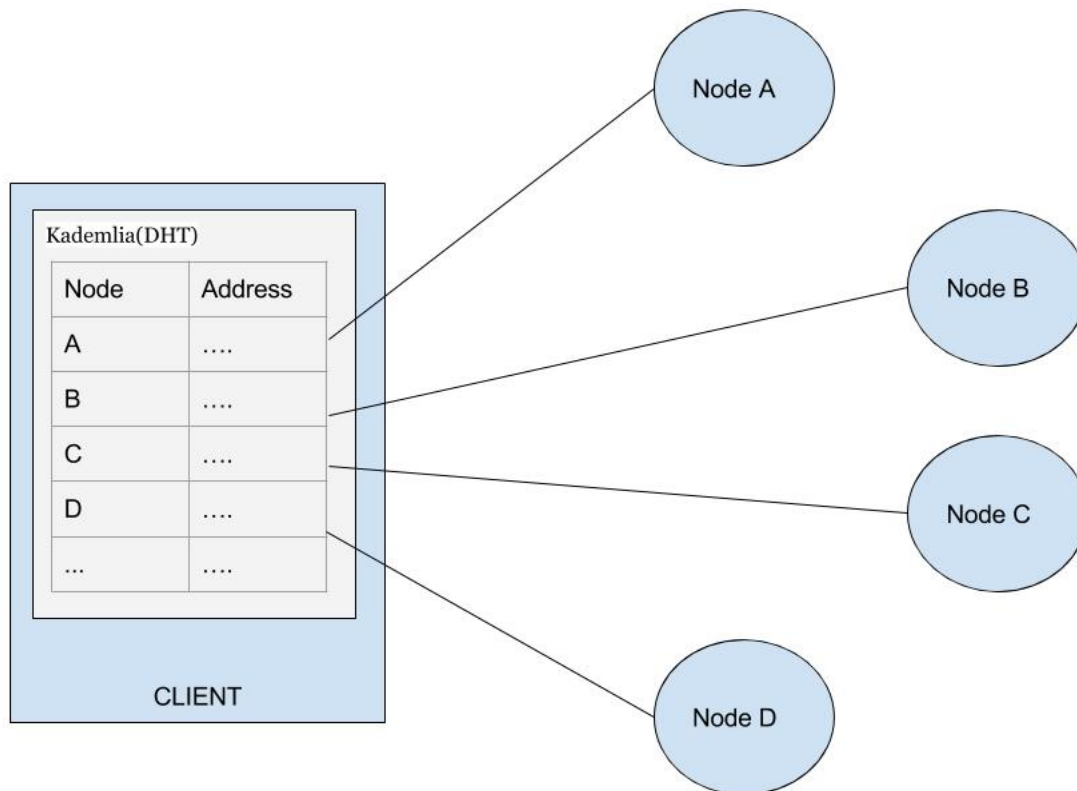 Kademlia(DHT)
Node Address
A ....
B ....
C ....
D ....
... ....
CLIENT
Node A
Node B
Node C
Node D